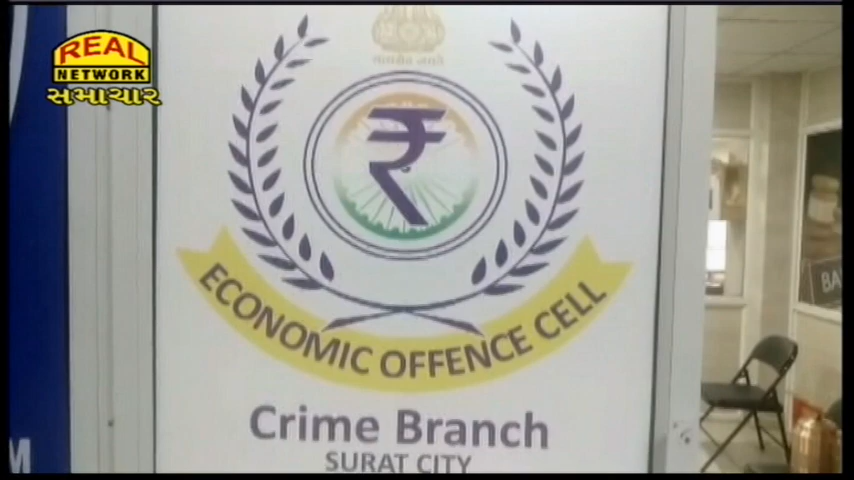 REAL
NETWORK
સમાચાર
₹
ECONOMIC OFFENCE CELL
Crime Branch
SURAT CITY